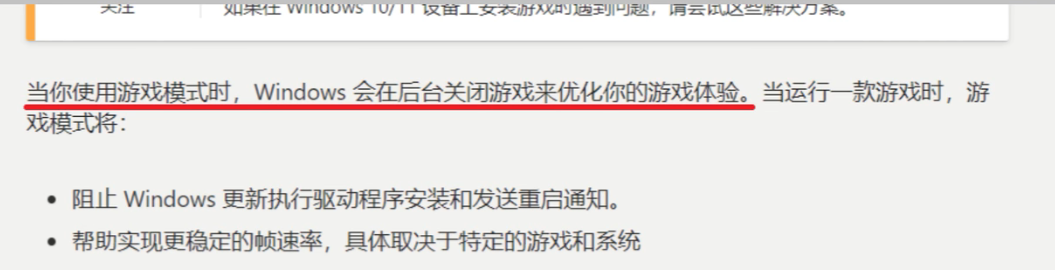 关注 如果在 Windows 10/11 设备上安装游戏时遇到问题，请尝试这些解决方案。
当你使用游戏模式时，Windows 会在后台关闭游戏来优化你的游戏体验。当运行一款游戏时，游
戏模式将：
• 阻止 Windows 更新执行驱动程序安装和发送重启通知。
• 帮助实现更稳定的帧速率，具体取决于特定的游戏和系统